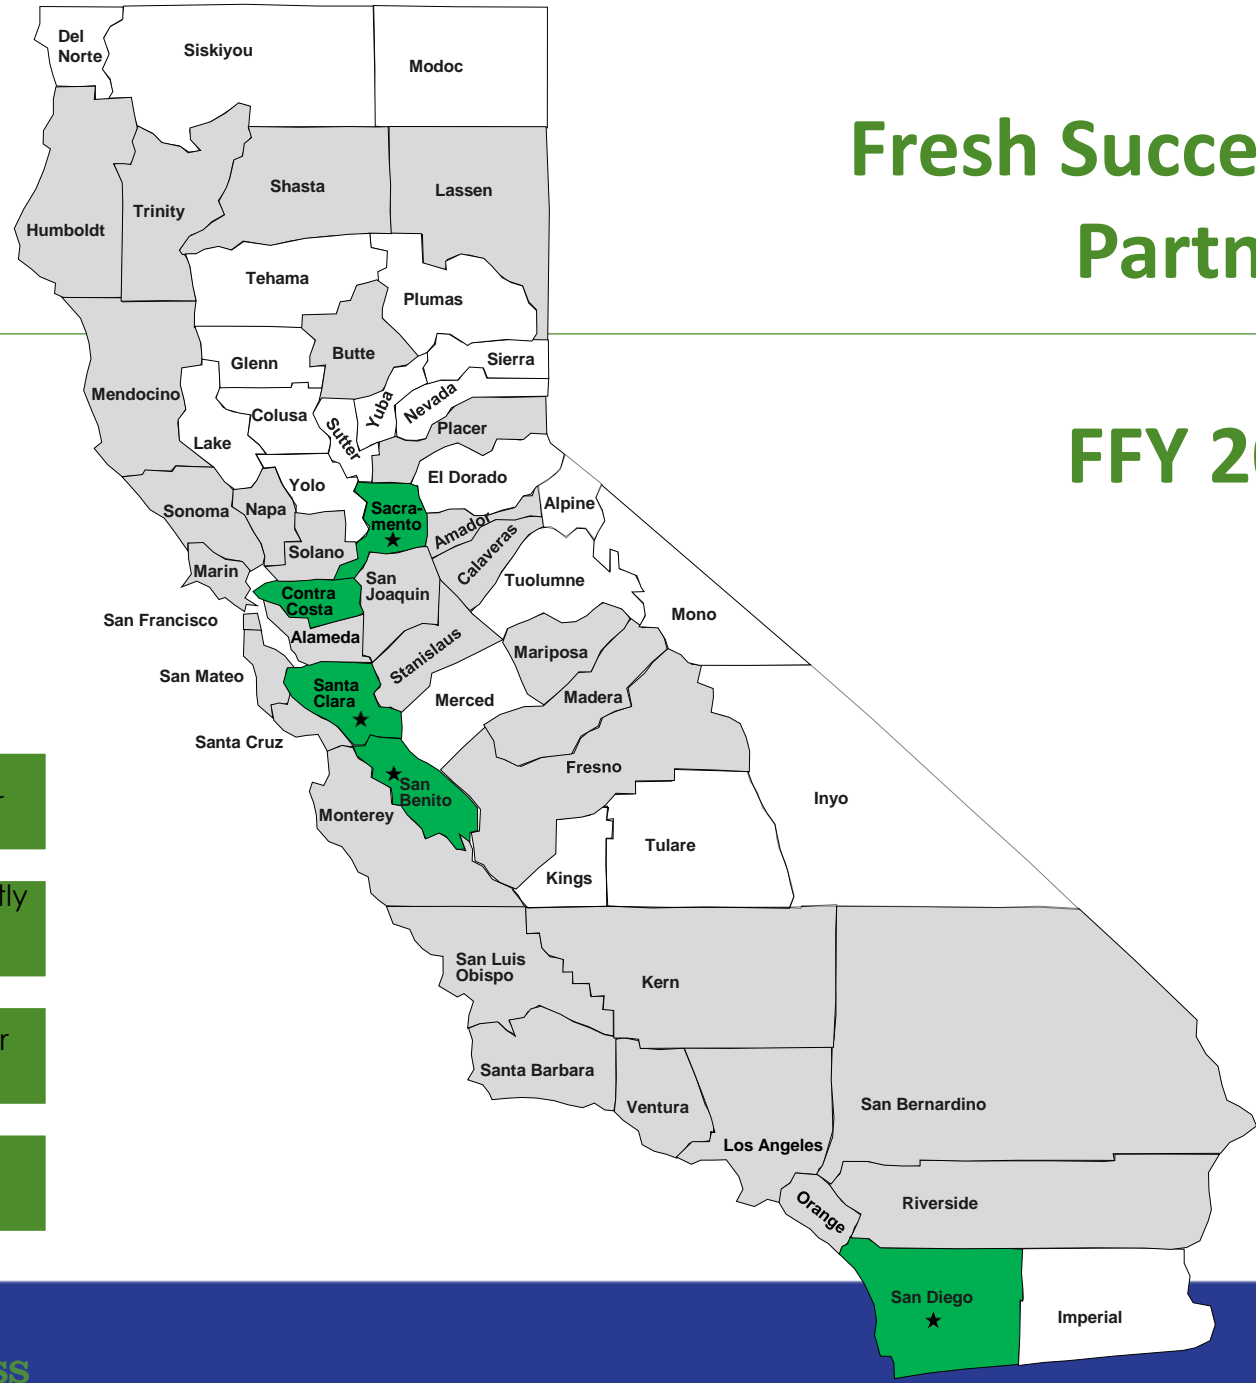 Del
Norte
Siskiyou
Modoc
Fresh Succe
Partn
Shasta
Lassen
Trinity
Humboldt
Tehama
Plumas
Glenn
Butte
Sierra
Mendocino
Colusa
Yuba
Nevada
Sutter
Placer
Lake
FFY 20
Yolo
El Dorado
Sonoma
Napa
Sacra-
mento
Amador
Alpine
Solano
Calaveras
Marin
San
Joaquin
Tuolumne
Contra
Costa
San Francisco
Alameda
Mono
Stanislaus
Mariposa
San Mateo
Santa
Clara
Merced
Madera
Santa Cruz
Fresno
San
Benito
Inyo
Monterey
Tulare
Kings
tly
San Luis
Obispo
Kern
r
Santa Barbara
Ventura
San Bernardino
Los Angeles
Orange
Riverside
San Diego
Imperial
ss